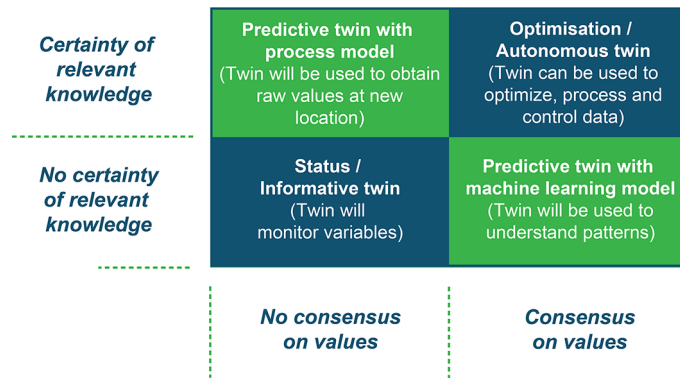 Certainty of
relevant
knowledge
Predictive twin with
process model
(Twin will be used to obtain
raw values at new
location)
Optimisation /
Autonomous twin
(Twin can be used to
optimize, process and
control data)
No certainty
of relevant
knowledge
Status /
Informative twin
(Twin will
monitor variables)
Predictive twin with
machine learning model
(Twin will be used to
understand patterns)
No consensus
on values
Consensus
on values